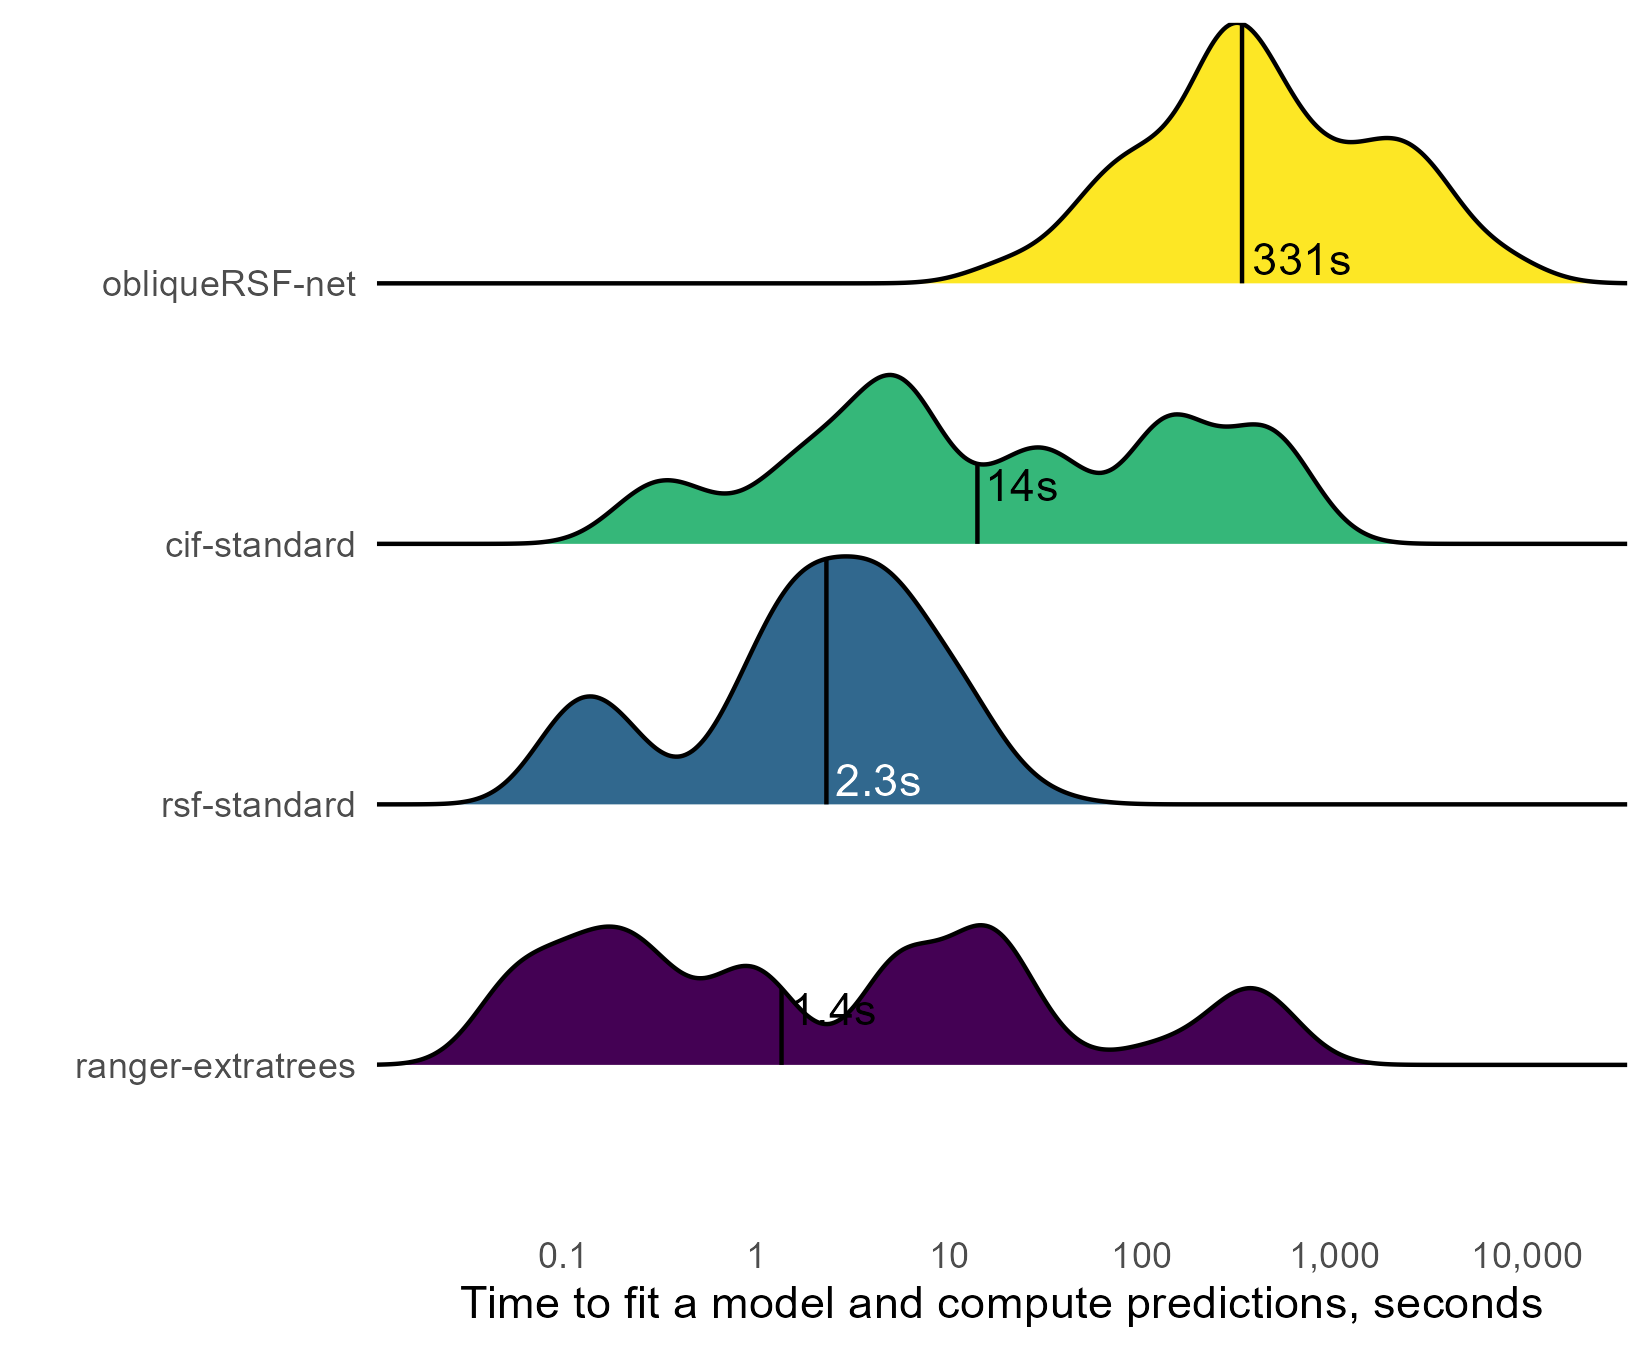 331s
obliqueRSF-net
14s
cif-standard
2.3s
rsf-standard
1.4s
ranger-extratrees
0.1 1 10 100 1,000 10,000
Time to fit a model and compute predictions, seconds